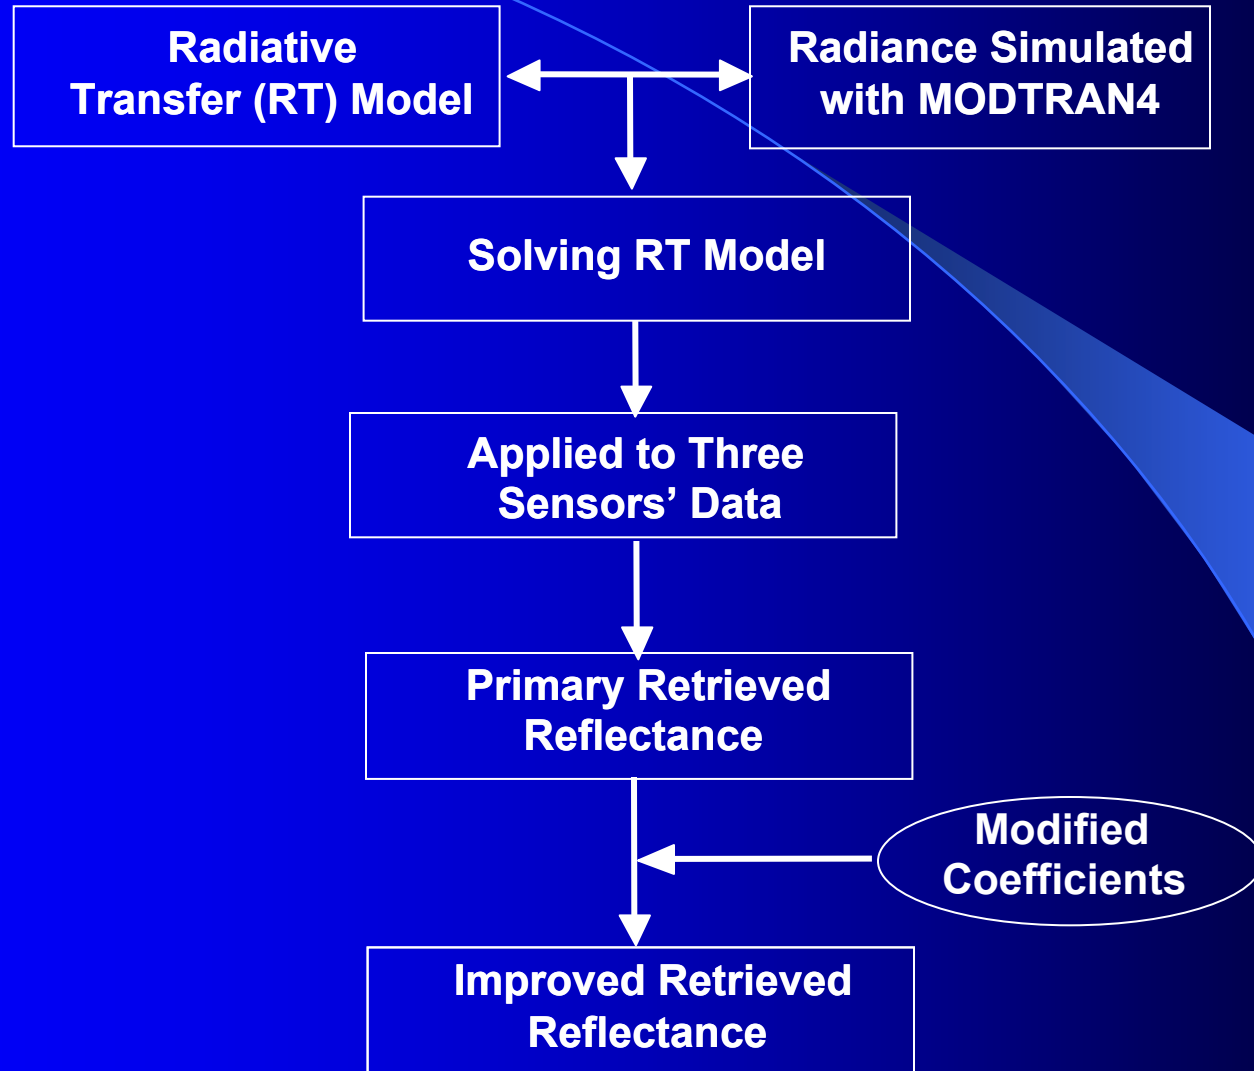 Radiative
Transfer (RT) Model
Radiance Simulated
with MODTRAN4
Solving RT Model
Applied to Three
Sensors’ Data
Primary Retrieved
Reflectance
Modified
Coefficients
Improved Retrieved
Reflectance